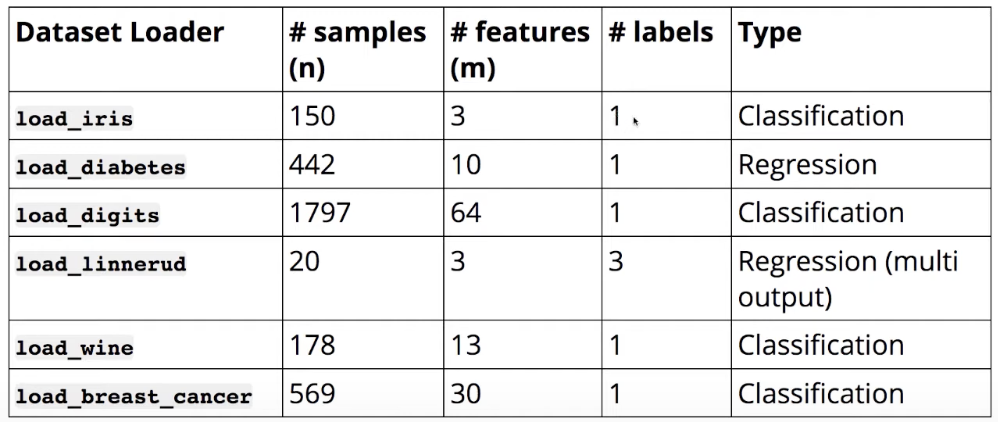 Dataset Loader # samples (n) # features (m) # labels Type
load_iris 150 3 1 Classification
load_diabetes 442 10 1 Regression
load_digits 1797 64 1 Classification
load_linnerud 20 3 3 Regression (multi output)
load_wine 178 13 1 Classification
load_breast_cancer 569 30 1 Classification